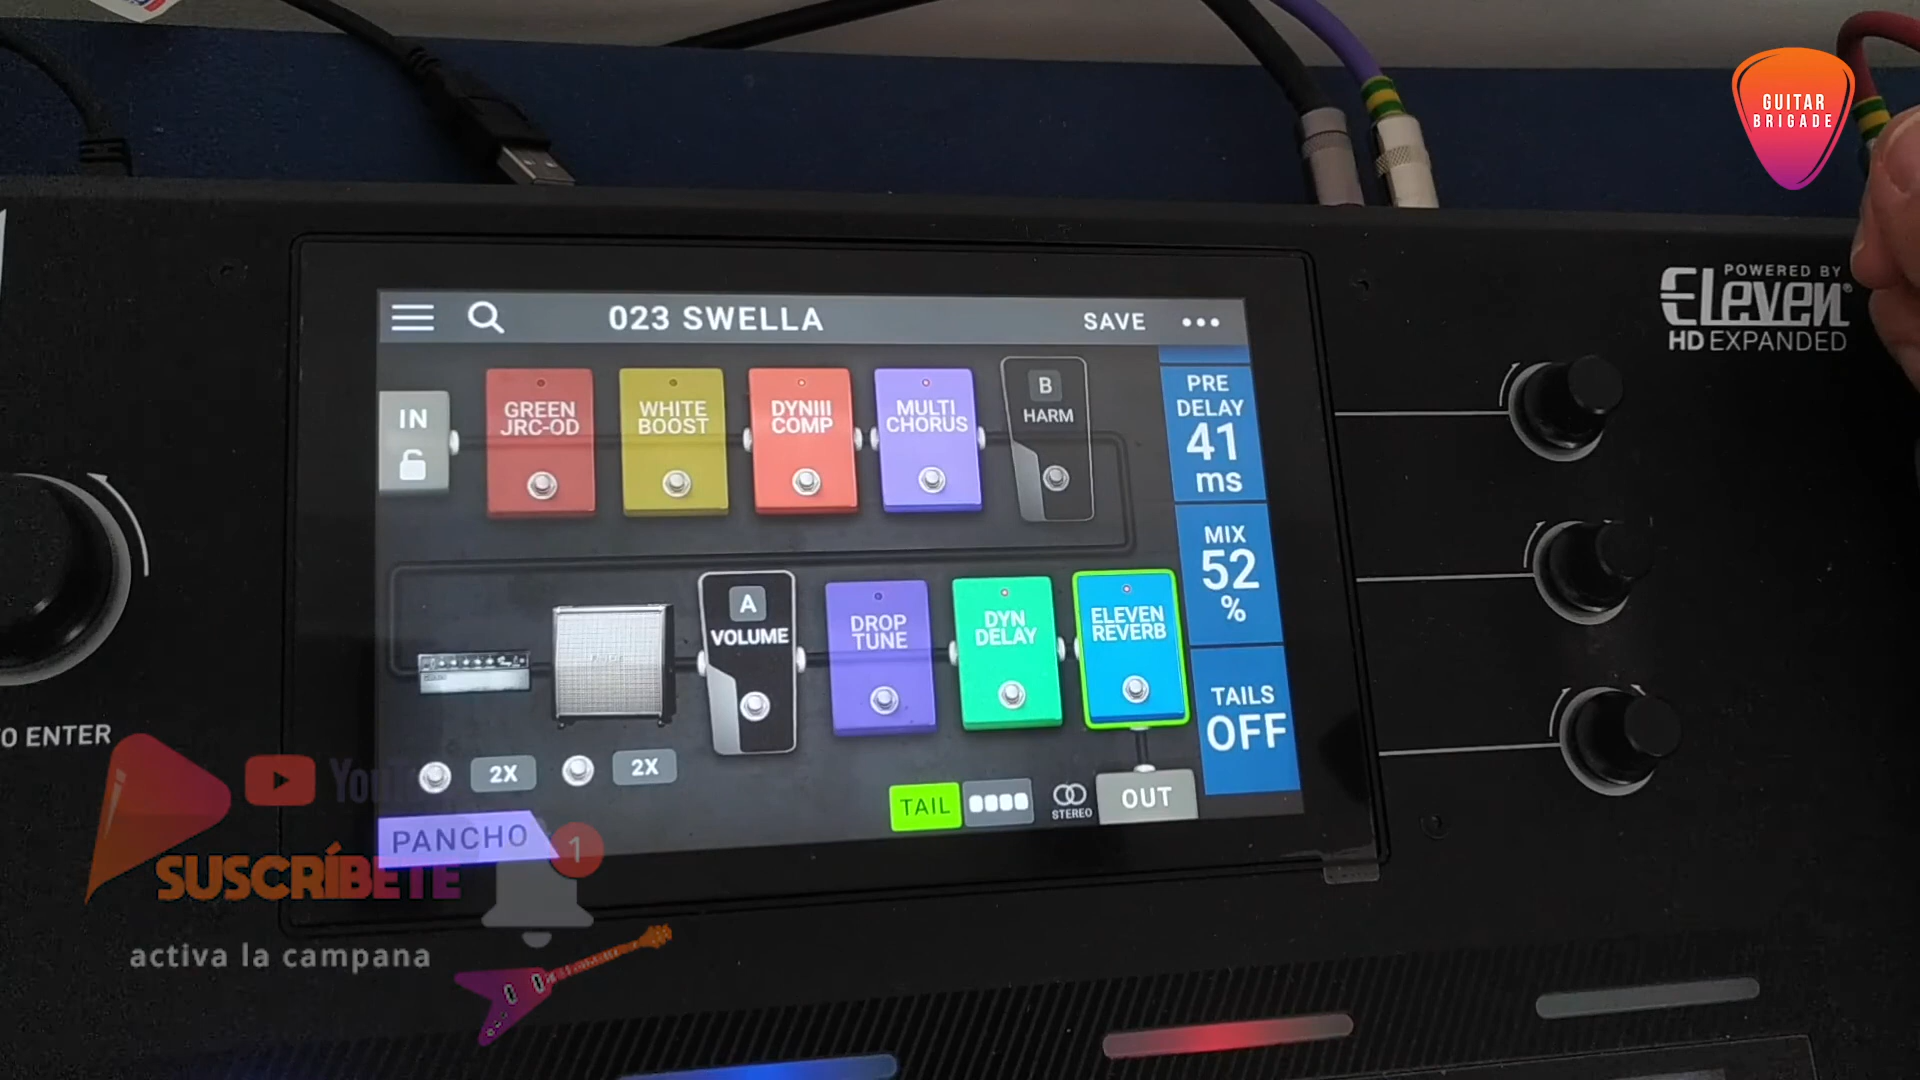 GUITAR
BRIGADE
POWERED BY
Eleven®
HD EXPANDED
023 SWELLA
SAVE
IN
GREEN
JRC-OD
WHITE
BOOST
DYNIII
COMP
MULTI
CHORUS
B
HARM
PRE
DELAY
41
ms
MIX
52
%
TAILS
OFF
A
VOLUME
DROP
TUNE
DYN
DELAY
ELEVEN
REVERB
2X
2X
TAIL
STEREO
OUT
PANCHO
O ENTER
YouTu
SUSCRÍBETE
1
activa la campana